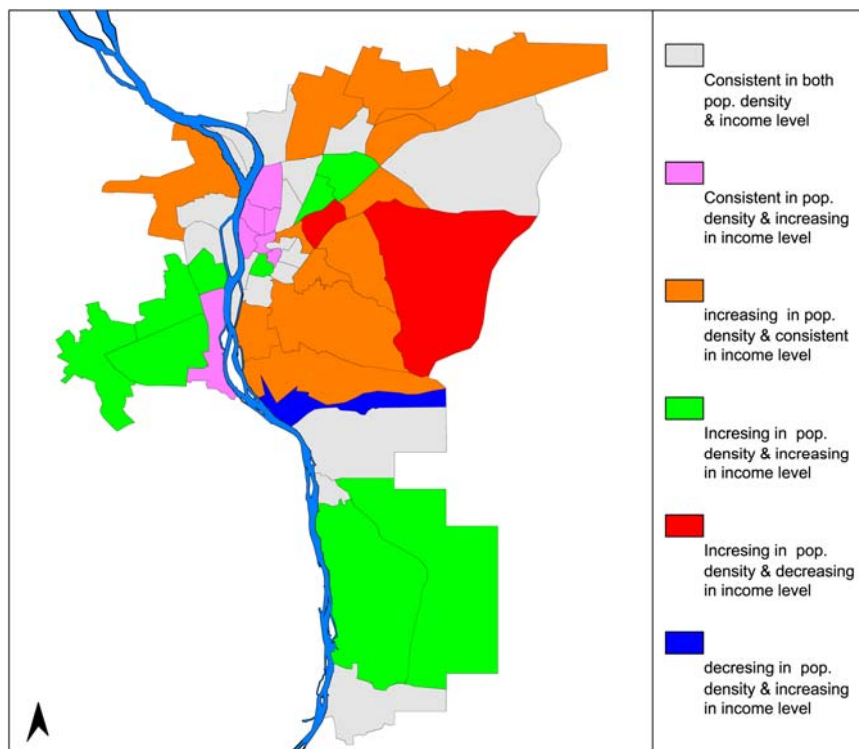 Consistent in both
pop. density
& income level
Consistent in pop.
density & increasing
in income level
increasing in pop.
density & consistent
in income level
Incresing in pop.
density & increasing
in income level
Incresing in pop.
density & decreasing
in income level
decresing in pop.
density & increasing
in income level